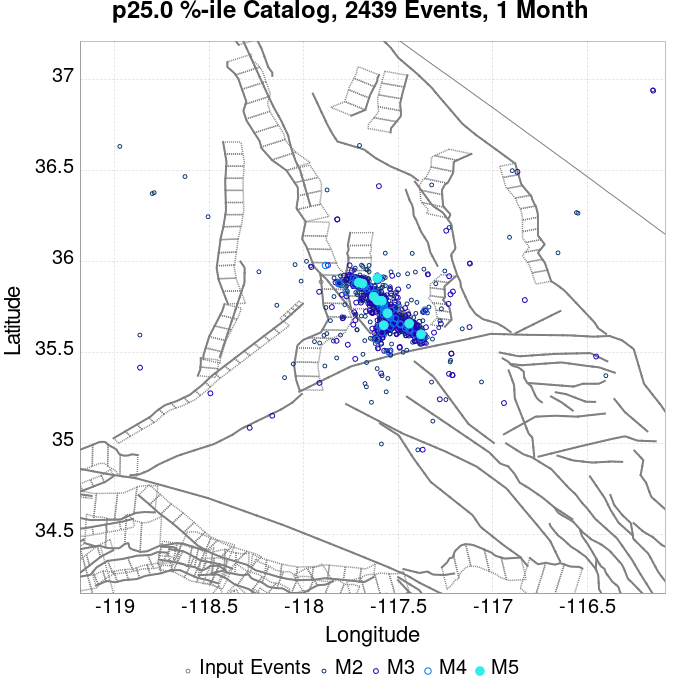 p25.0 %-ile Catalog, 2439 Events, 1 Month
37
36.5
36
35.5
35
34.5
Latitude
-119 -118.5 -118 -117.5 -117 -116.5
Longitude
Input Events M2 M3 M4 M5